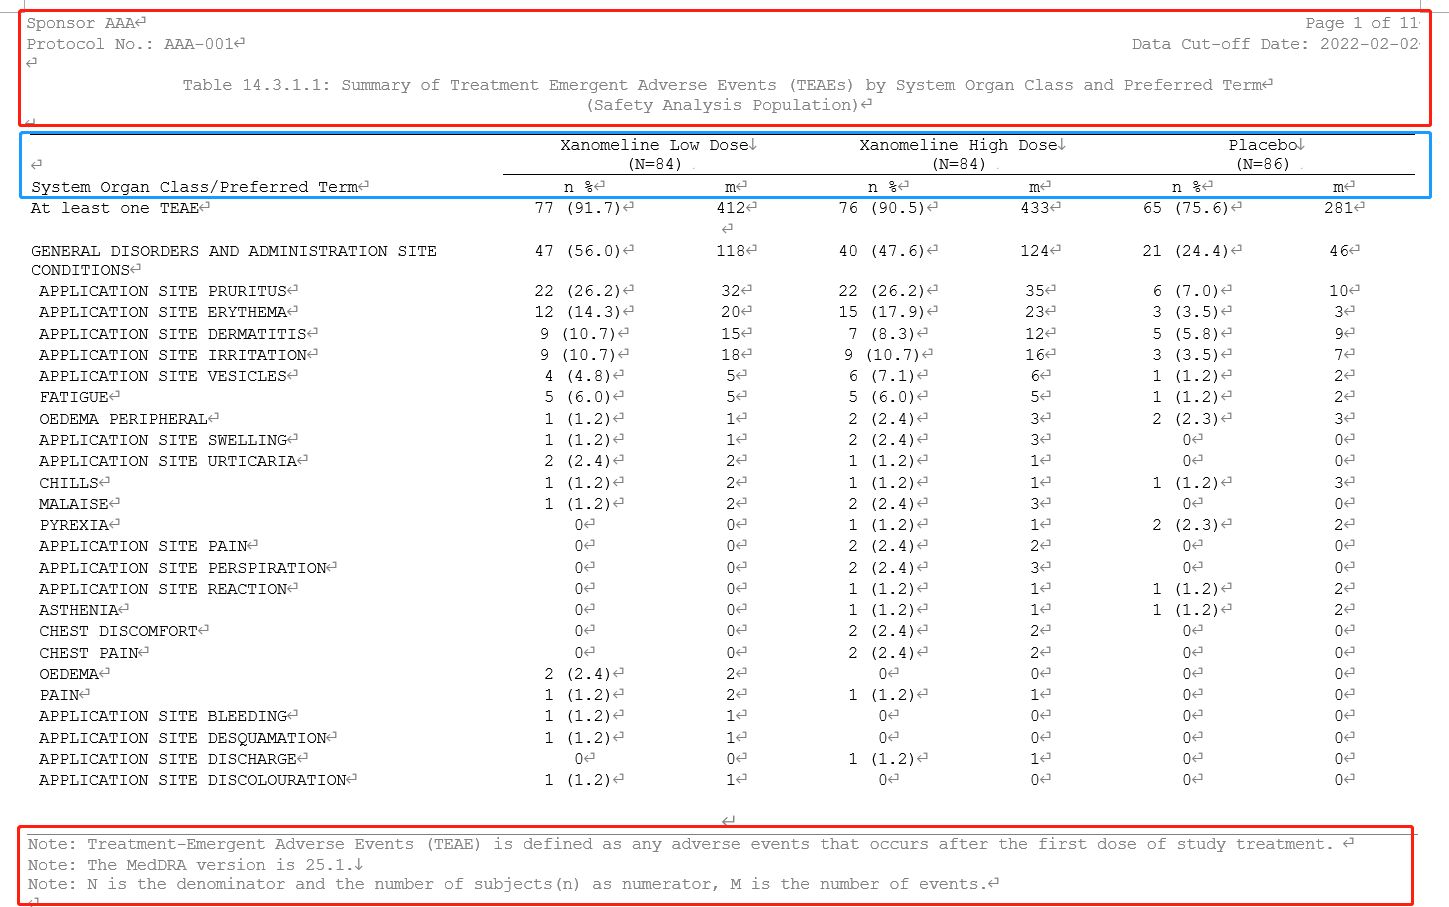 Sponsor AAA Page 1 of 11
Protocol No.: AAA-001 Data Cut-off Date: 2022-02-02
Table 14.3.1.1: Summary of Treatment Emergent Adverse Events (TEAEs) by System Organ Class and Preferred Term
(Safety Analysis Population)
Xanomeline Low Dose Xanomeline High Dose Placebo
(N=84) (N=84) (N=86)
System Organ Class/Preferred Term n % m n % m n % m
At least one TEAE 77 (91.7) 412 76 (90.5) 433 65 (75.6) 281
GENERAL DISORDERS AND ADMINISTRATION SITE 47 (56.0) 118 40 (47.6) 124 21 (24.4) 46
CONDITIONS
APPLICATION SITE PRURITUS 22 (26.2) 32 22 (26.2) 35 6 (7.0) 10
APPLICATION SITE ERYTHEMA 12 (14.3) 20 15 (17.9) 23 3 (3.5) 3
APPLICATION SITE DERMATITIS 9 (10.7) 15 7 (8.3) 12 5 (5.8) 9
APPLICATION SITE IRRITATION 9 (10.7) 18 9 (10.7) 16 3 (3.5) 7
APPLICATION SITE VESICLES 4 (4.8) 5 6 (7.1) 6 1 (1.2) 2
FATIGUE 5 (6.0) 5 5 (6.0) 5 1 (1.2) 2
OEDEMA PERIPHERAL 1 (1.2) 1 2 (2.4) 3 2 (2.3) 3
APPLICATION SITE SWELLING 1 (1.2) 1 2 (2.4) 3 0 0
APPLICATION SITE URTICARIA 2 (2.4) 2 1 (1.2) 1 0 0
CHILLS 1 (1.2) 2 1 (1.2) 1 1 (1.2) 3
MALAISE 1 (1.2) 2 2 (2.4) 3 0 0
PYREXIA 0 0 1 (1.2) 1 2 (2.3) 2
APPLICATION SITE PAIN 0 0 2 (2.4) 2 0 0
APPLICATION SITE PERSPIRATION 0 0 2 (2.4) 3 0 0
APPLICATION SITE REACTION 0 0 1 (1.2) 1 1 (1.2) 2
ASTHENIA 0 0 1 (1.2) 1 1 (1.2) 2
CHEST DISCOMFORT 0 0 2 (2.4) 2 0 0
CHEST PAIN 0 0 2 (2.4) 2 0 0
OEDEMA 2 (2.4) 2 0 0 0 0
PAIN 1 (1.2) 2 1 (1.2) 1 0 0
APPLICATION SITE BLEEDING 1 (1.2) 1 0 0 0 0
APPLICATION SITE DESQUAMATION 1 (1.2) 1 0 0 0 0
APPLICATION SITE DISCHARGE 0 0 1 (1.2) 1 0 0
APPLICATION SITE DISCOLOURATION 1 (1.2) 1 0 0 0 0
Note: Treatment-Emergent Adverse Events (TEAE) is defined as any adverse events that occurs after the first dose of study treatment.
Note: The MedDRA version is 25.1.
Note: N is the denominator and the number of subjects(n) as numerator, M is the number of events.